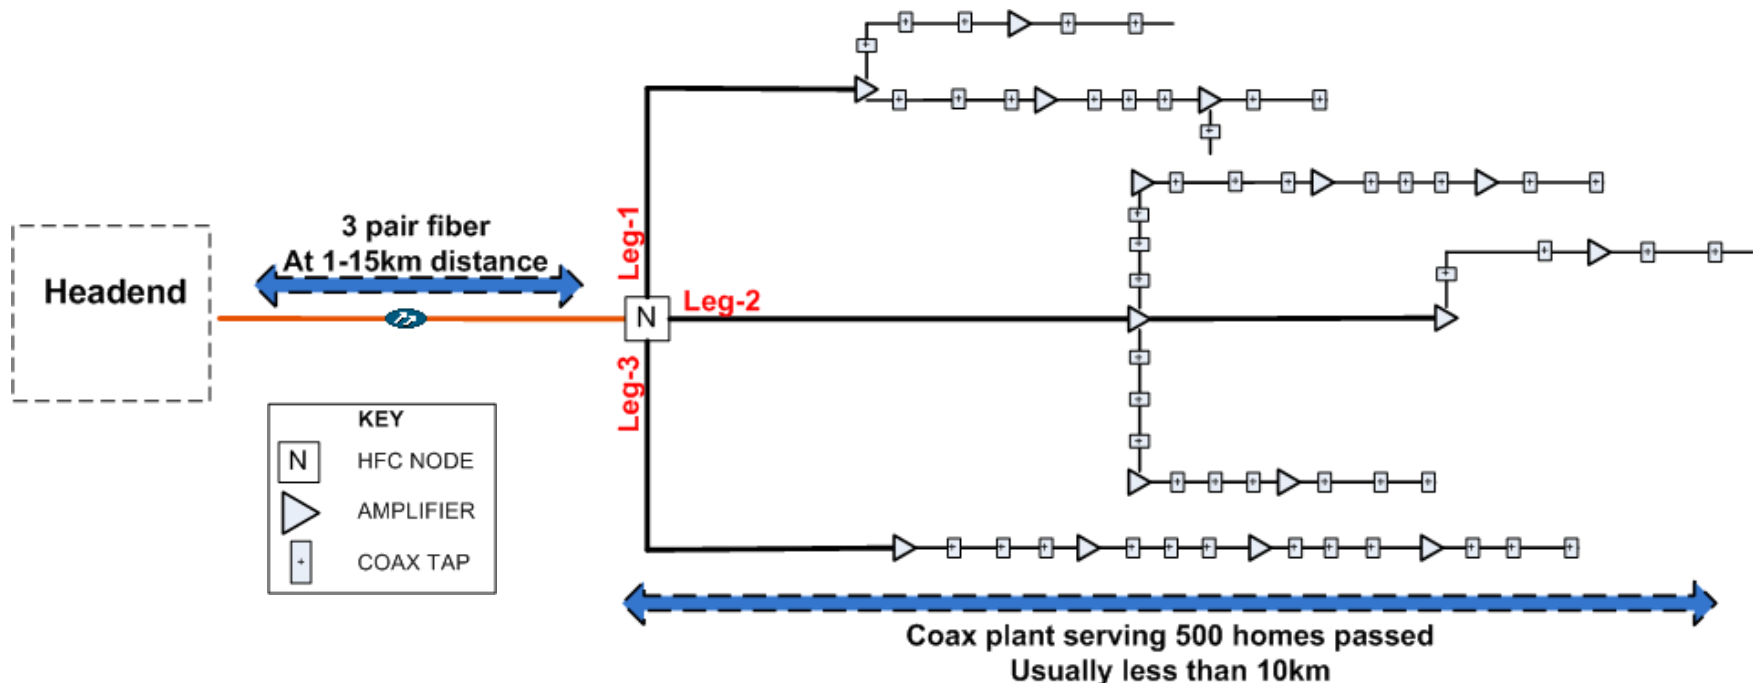 3 pair fiber
At 1-15km distance
Headend
Leg-1
N
Leg-2
Leg-3
KEY
N HFC NODE
AMPLIFIER
+ COAX TAP
Coax plant serving 500 homes passed
Usually less than 10km